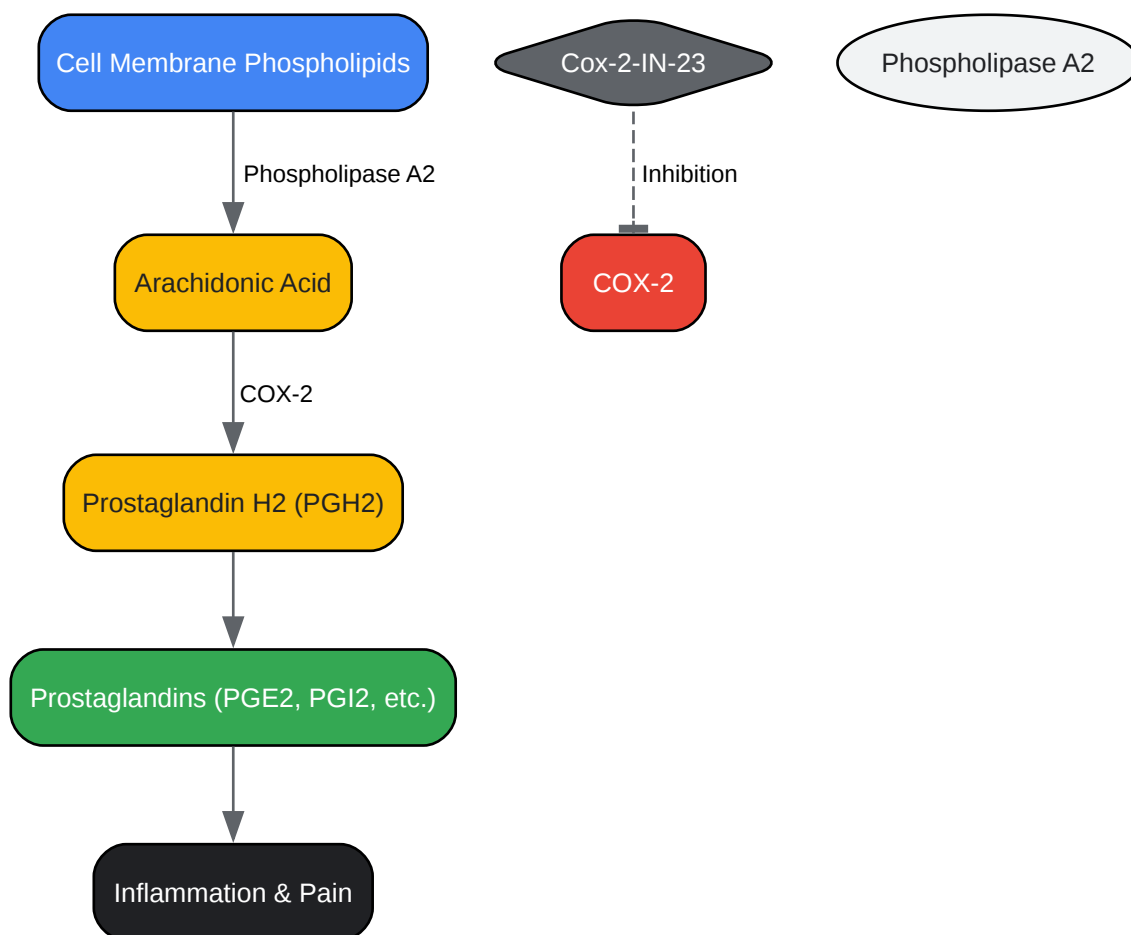 Cell Membrane Phospholipids
Cox-2-IN-23
Phospholipase A2
Phospholipase A2
Inhibition
Arachidonic Acid
COX-2
COX-2
Prostaglandin H2 (PGH2)
Prostaglandins (PGE2, PGI2, etc.)
Inflammation & Pain